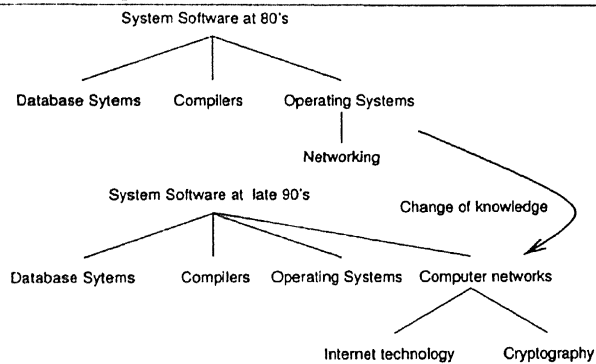 System Software at 80's
Database Sytems Compilers Operating Systems
Networking
System Software at late 90's
Change of knowledge
Database Sytems Compilers Operating Systems Computer networks
Internet technology Cryptography